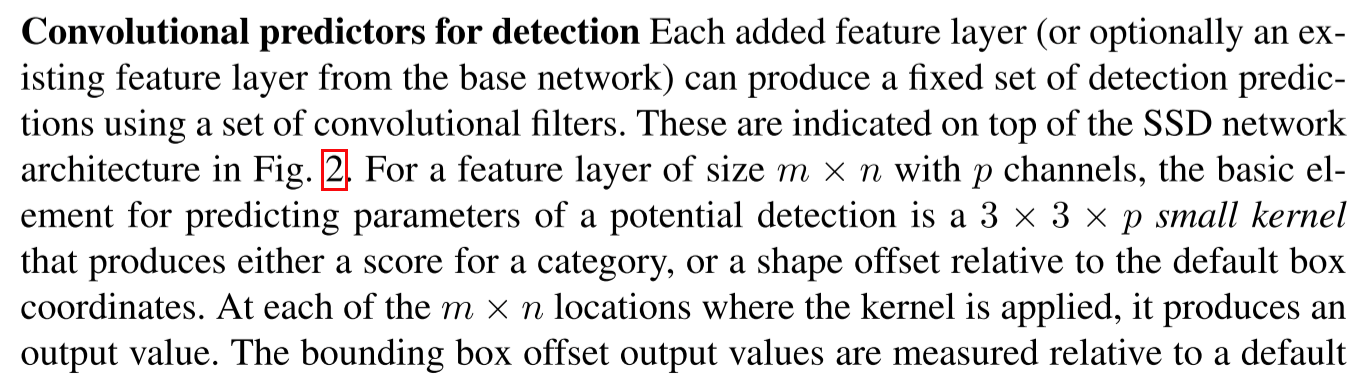 Convolutional predictors for detection Each added feature layer (or optionally an ex-
isting feature layer from the base network) can produce a fixed set of detection predic-
tions using a set of convolutional filters. These are indicated on top of the SSD network
architecture in Fig. 2. For a feature layer of size m × n with p channels, the basic el-
ement for predicting parameters of a potential detection is a 3 × 3 × p small kernel
that produces either a score for a category, or a shape offset relative to the default box
coordinates. At each of the m × n locations where the kernel is applied, it produces an
output value. The bounding box offset output values are measured relative to a default